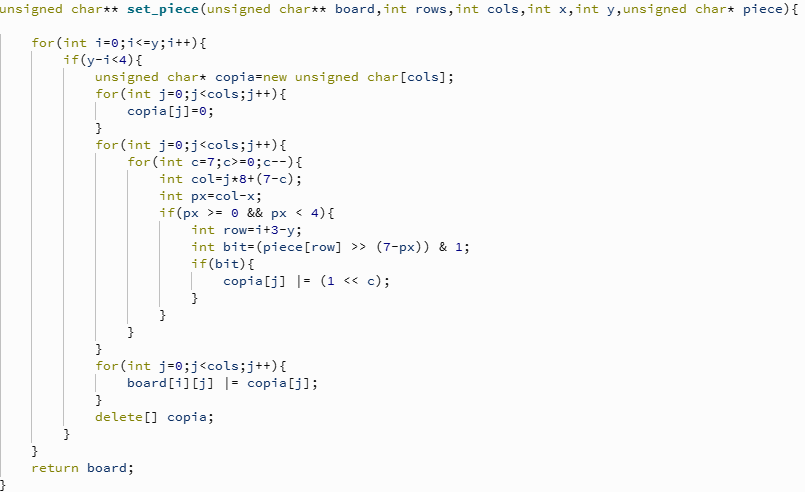 unsigned char** set_piece(unsigned char** board,int rows,int cols,int x,int y,unsigned char* piece){
for(int i=0;i<=y;i++){
if(y-i<4){
unsigned char* copia=new unsigned char[cols];
for(int j=0;j<cols;j++){
copia[j]=0;
}
for(int j=0;j<cols;j++){
for(int c=7;c>=0;c--){
int col=j*8+(7-c);
int px=col-x;
if(px >= 0 && px < 4){
int row=i+3-y;
int bit=(piece[row] >> (7-px)) & 1;
if(bit){
copia[j] |= (1 << c);
}
}
}
}
for(int j=0;j<cols;j++){
board[i][j] |= copia[j];
}
delete[] copia;
}
}
return board;
}